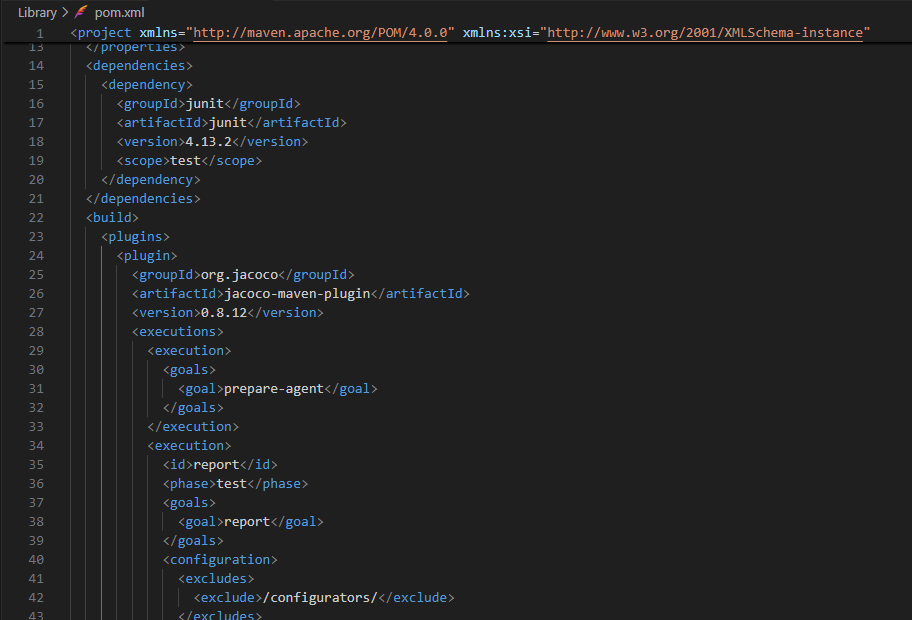 Library > pom.xml
1 <project xmlns="http://maven.apache.org/POM/4.0.0" xmlns:xsi="http://www.w3.org/2001/XMLSchema-instance"
13 </properties>
14 <dependencies>
15 <dependency>
16 <groupId>junit</groupId>
17 <artifactId>junit</artifactId>
18 <version>4.13.2</version>
19 <scope>test</scope>
20 </dependency>
21 </dependencies>
22 <build>
23 <plugins>
24 <plugin>
25 <groupId>org.jacoco</groupId>
26 <artifactId>jacoco-maven-plugin</artifactId>
27 <version>0.8.12</version>
28 <executions>
29 <execution>
30 <goals>
31 <goal>prepare-agent</goal>
32 </goals>
33 </execution>
34 <execution>
35 <id>report</id>
36 <phase>test</phase>
37 <goals>
38 <goal>report</goal>
39 </goals>
40 <configuration>
41 <excludes>
42 <exclude>/configurators/</exclude>
43 </excludes>